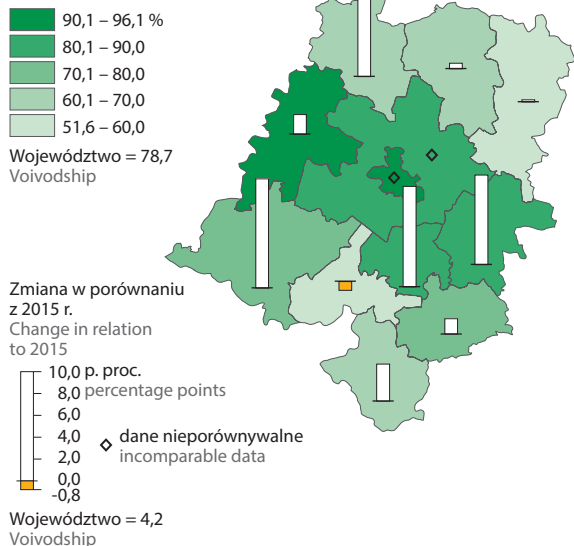 90,1 – 96,1 %
80,1 – 90,0
70,1 – 80,0
60,1 – 70,0
51,6 – 60,0
Województwo = 78,7
Voivodship
Zmiana w porównaniu
z 2015 r.
Change in relation
to 2015
10,0 p. proc.
percentage points
8,0
6,0
4,0
2,0
0,0
-0,8
dane nieporównywalne
incomparable data
Województwo = 4,2
Voivodship